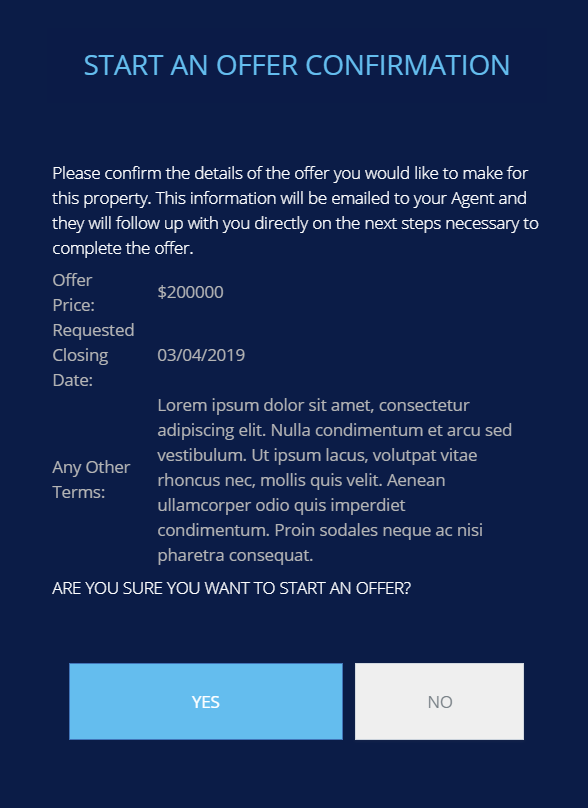 START AN OFFER CONFIRMATION
Please confirm the details of the offer you would like to make for
this property. This information will be emailed to your Agent and
they will follow up with you directly on the next steps necessary to
complete the offer.
Offer
Price:
$200000
Requested
Closing
Date:
03/04/2019
Any Other
Terms:
Lorem ipsum dolor sit amet, consectetur
adipiscing elit. Nulla condimentum et arcu sed
vestibulum. Ut ipsum lacus, volutpat vitae
rhoncus nec, mollis quis velit. Aenean
ullamcorper odio quis imperdiet
condimentum. Proin sodales neque ac nisi
pharetra consequat.
ARE YOU SURE YOU WANT TO START AN OFFER?
YES
NO